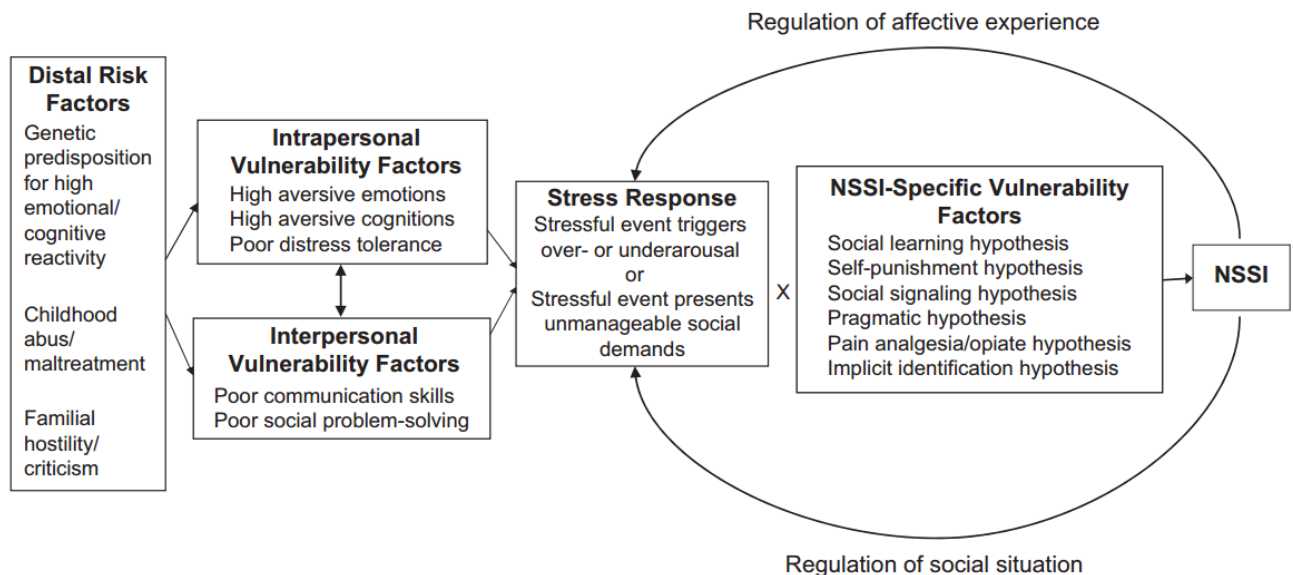 Regulation of affective experience
Distal Risk
Factors
Genetic
predisposition
for high
emotional/
cognitive
reactivity
Childhood
abus/
maltreatment
Familial
hostility/
criticism
Intrapersonal
Vulnerability Factors
High aversive emotions
High aversive cognitions
Poor distress tolerance
Interpersonal
Vulnerability Factors
Poor communication skills
Poor social problem-solving
Stress Response
Stressful event triggers
over- or underarousal
or
Stressful event presents
unmanageable social
demands
X
NSSI-Specific Vulnerability
Factors
Social learning hypothesis
Self-punishment hypothesis
Social signaling hypothesis
Pragmatic hypothesis
Pain analgesia/opiate hypothesis
Implicit identification hypothesis
NSSI
Regulation of social situation